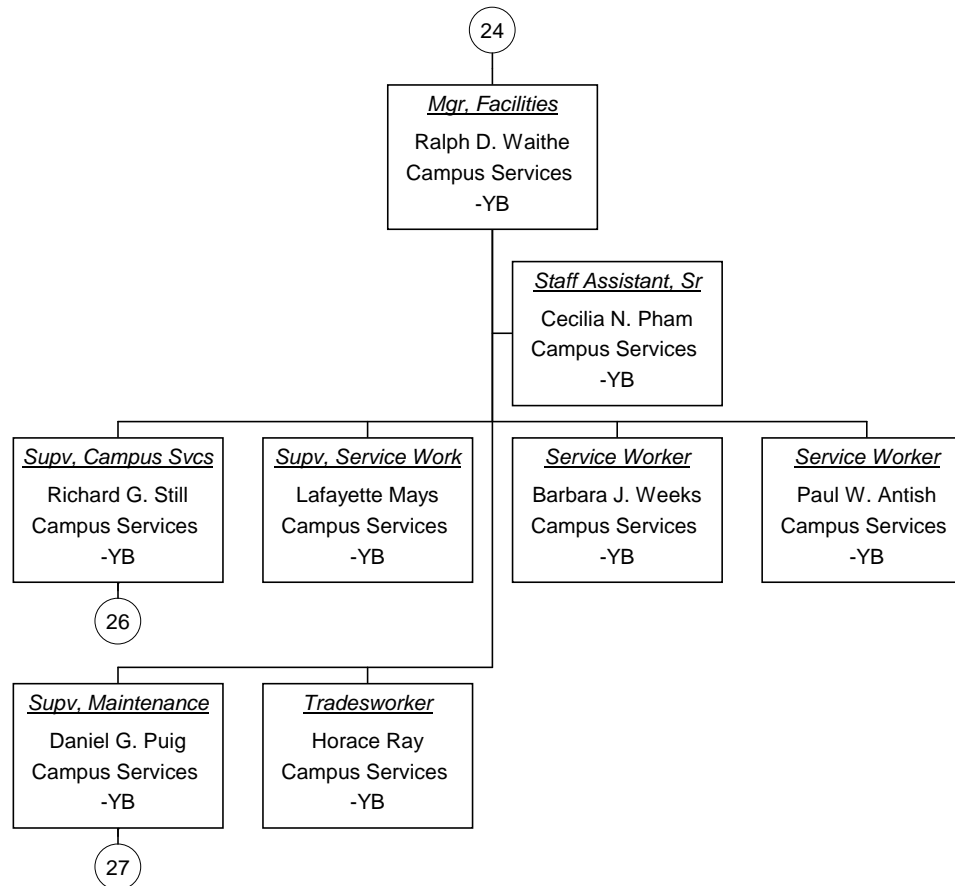 24
Mgr, Facilities
Ralph D. Waithe
Campus Services
-YB
Staff Assistant, Sr
Cecilia N. Pham
Campus Services
-YB
Supv, Campus Svcs
Richard G. Still
Campus Services
-YB
26
Supv, Service Work
Lafayette Mays
Campus Services
-YB
Service Worker
Barbara J. Weeks
Campus Services
-YB
Service Worker
Paul W. Antish
Campus Services
-YB
Supv, Maintenance
Daniel G. Puig
Campus Services
-YB
27
Tradesworker
Horace Ray
Campus Services
-YB